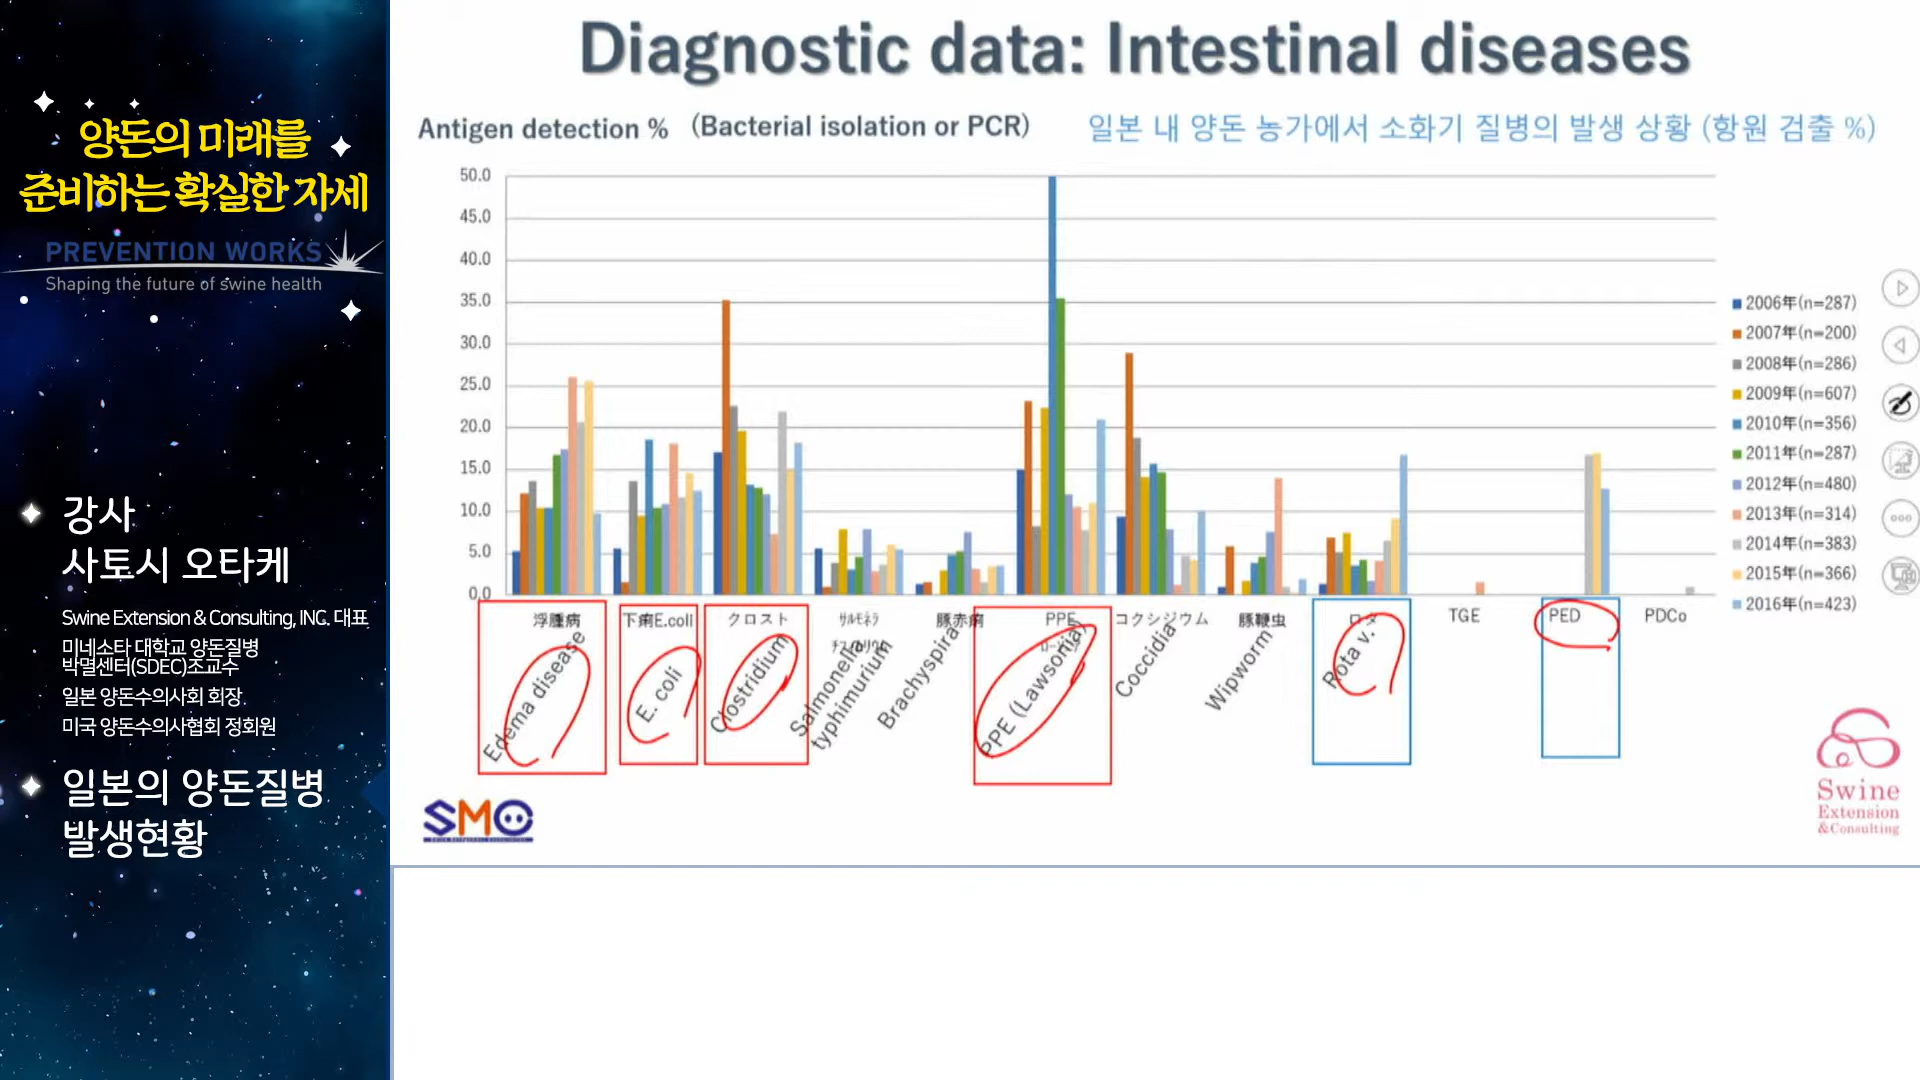 양돈의 미래를
준비하는 확실한 자세
PREVENTION WORKS
Shaping the future of swine health
강사
사토시 오타케
Swine Extension & Consulting, INC. 대표
미네소타 대학교 양돈질병
박멸센터(SDEC)조교수
일본 양돈수의사회 회장
미국 양돈수의사협회 정회원
일본의 양돈질병
발생현황
Diagnostic data: Intestinal diseases
Antigen detection % (Bacterial isolation or PCR)
일본 내 양돈 농가에서 소화기 질병의 발생 상황 (항원 검출 %)
50.0
45.0
40.0
35.0
30.0
25.0
20.0
15.0
10.0
5.0
0.0
2006年(n=287)
2007年(n=200)
2008年(n=286)
2009年(n=607)
2010年(n=356)
2011年(n=287)
2012年(n=480)
2013年(n=314)
2014年(n=383)
2015年(n=366)
2016年(n=423)
浮腫病
下痢E.coli
クロスト
ｻﾙﾓﾈﾗ
豚赤痢
PPE
コクシジウム
豚鞭虫
ロタ
TGE
PED
PDCo
Edema disease
E. coli
Clostridium
Salmonella
typhimurium
Brachyspira
PPE (Lawsonia)
Coccidia
Wipworm
Rota v.
SMC
Swine
Extension
&Consulting